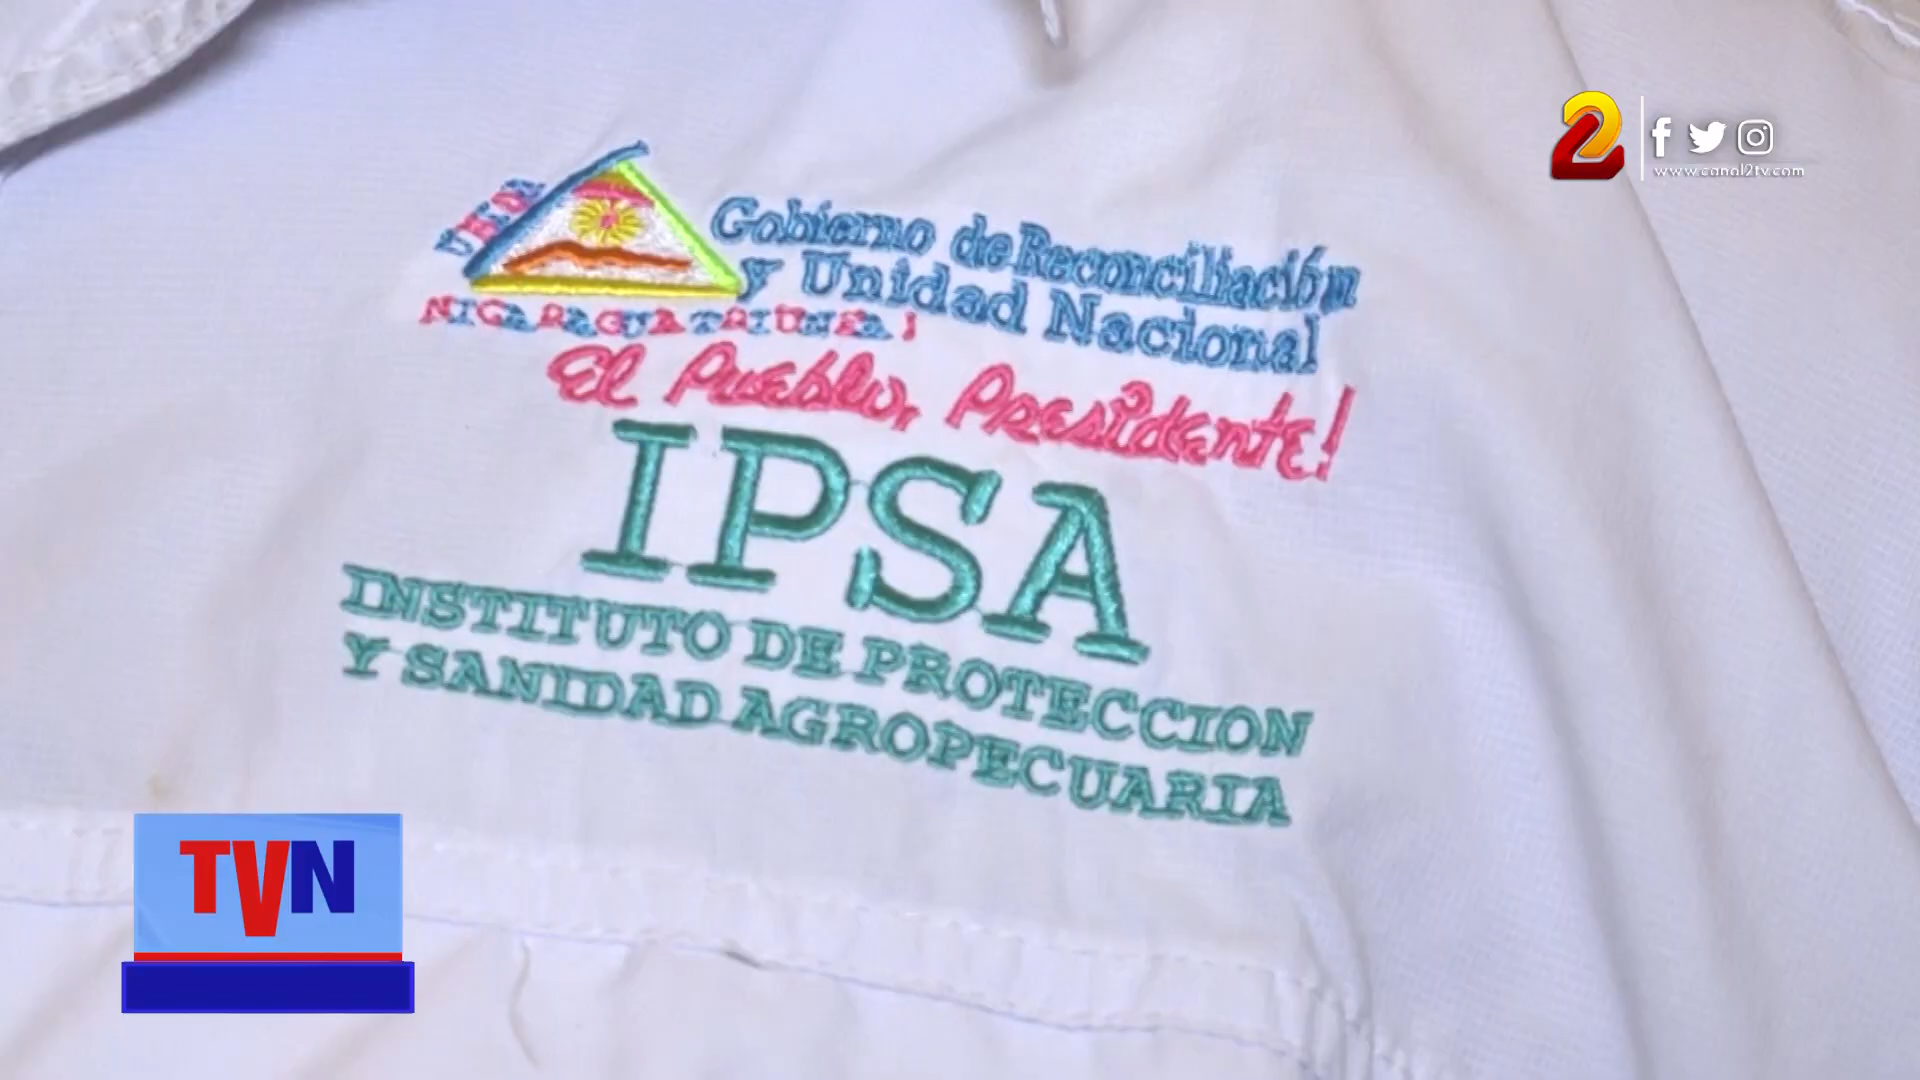 2
www.canal2tv.com
Gobierno de Reconciliación
y Unidad Nacional
NICARAGUA TRIUNFA!
El Pueblo, Presidente!
IPSA
INSTITUTO DE PROTECCION
Y SANIDAD AGROPECUARIA
TVN